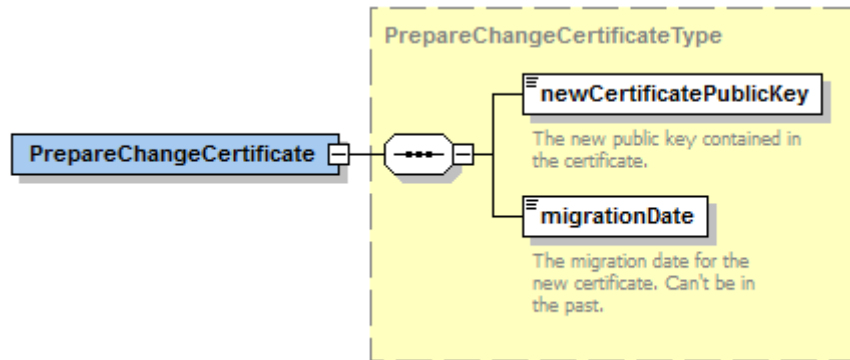 PrepareChangeCertificateType
newCertificatePublicKey
The new public key contained in
the certificate.
PrepareChangeCertificate
migrationDate
The migration date for the
new certificate. Can't be in
the past.